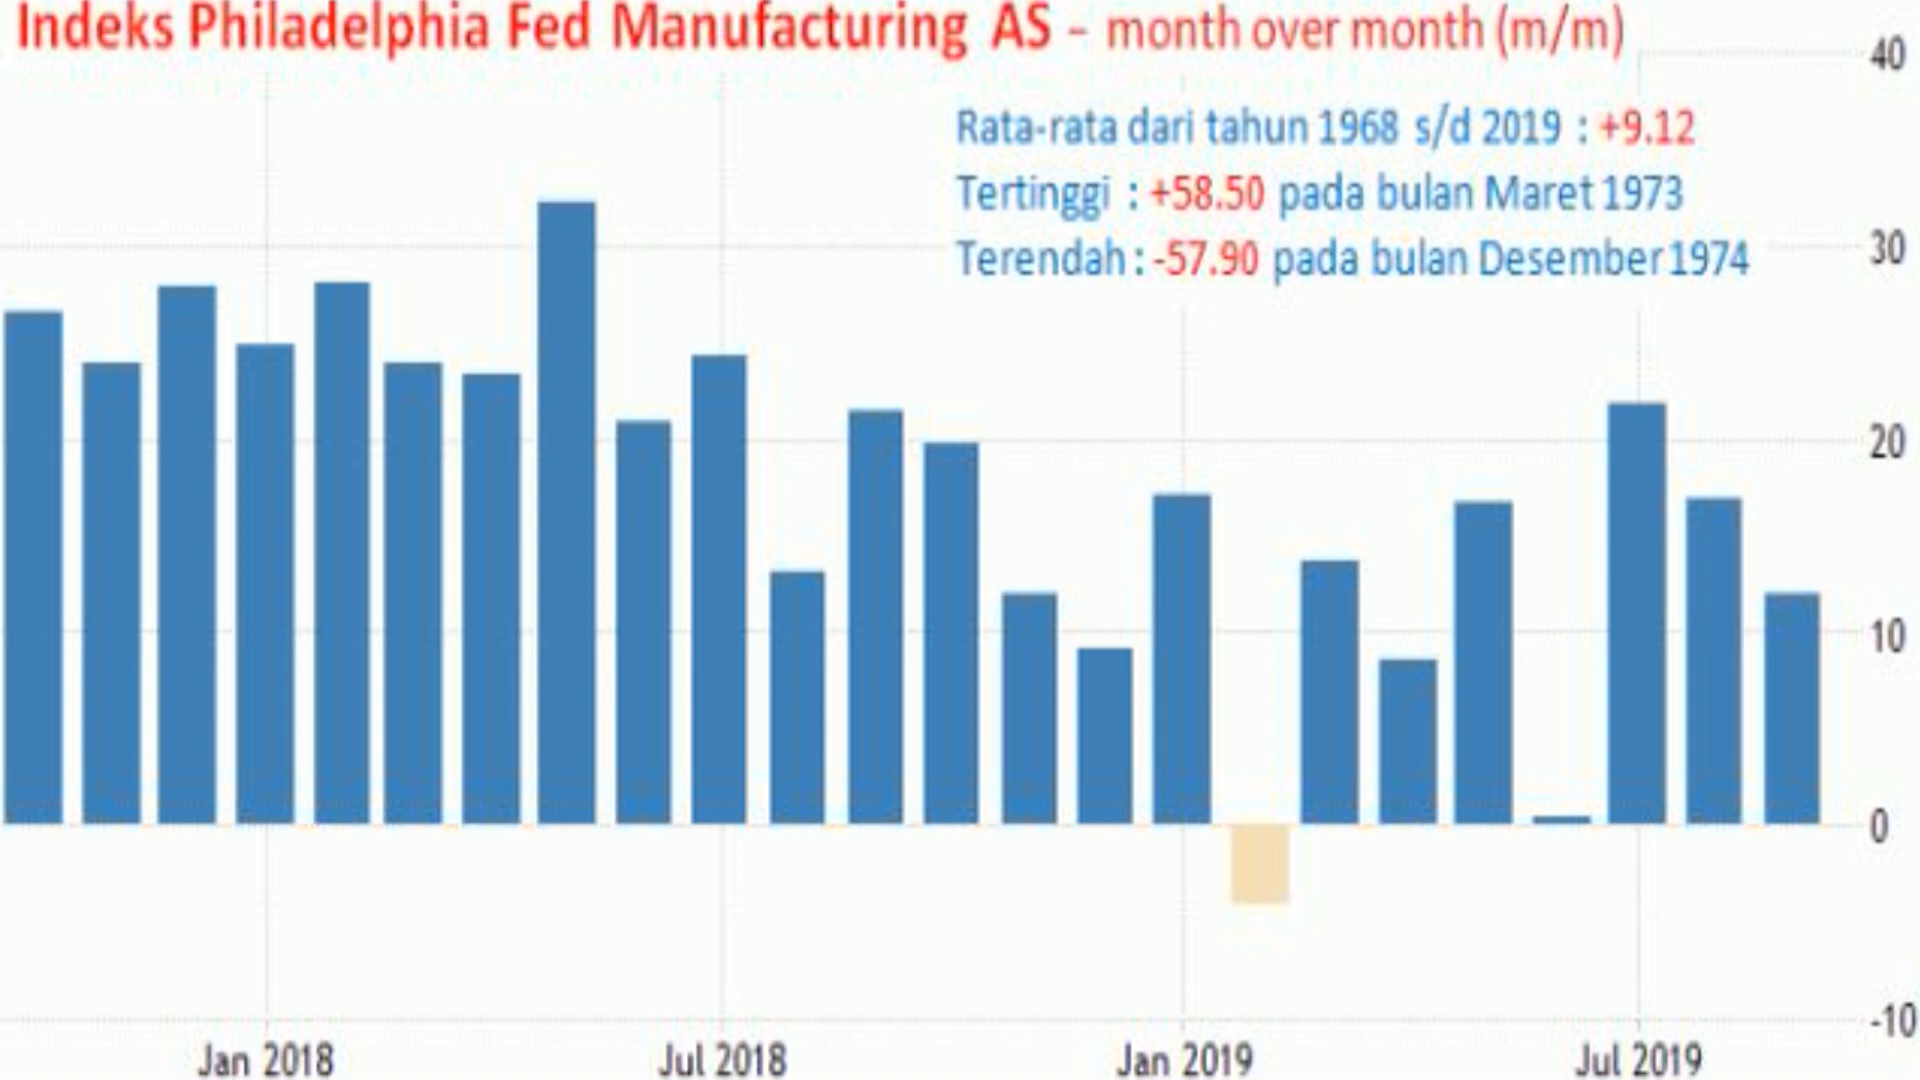 Indeks Philadelphia Fed Manufacturing AS – month over month (m/m)
40
Rata-rata dari tahun 1968 s/d 2019 : +9.12
Tertinggi : +58.50 pada bulan Maret 1973
Terendah : -57.90 pada bulan Desember 1974
30
20
10
0
-10
Jan 2018 Jul 2018 Jan 2019 Jul 2019